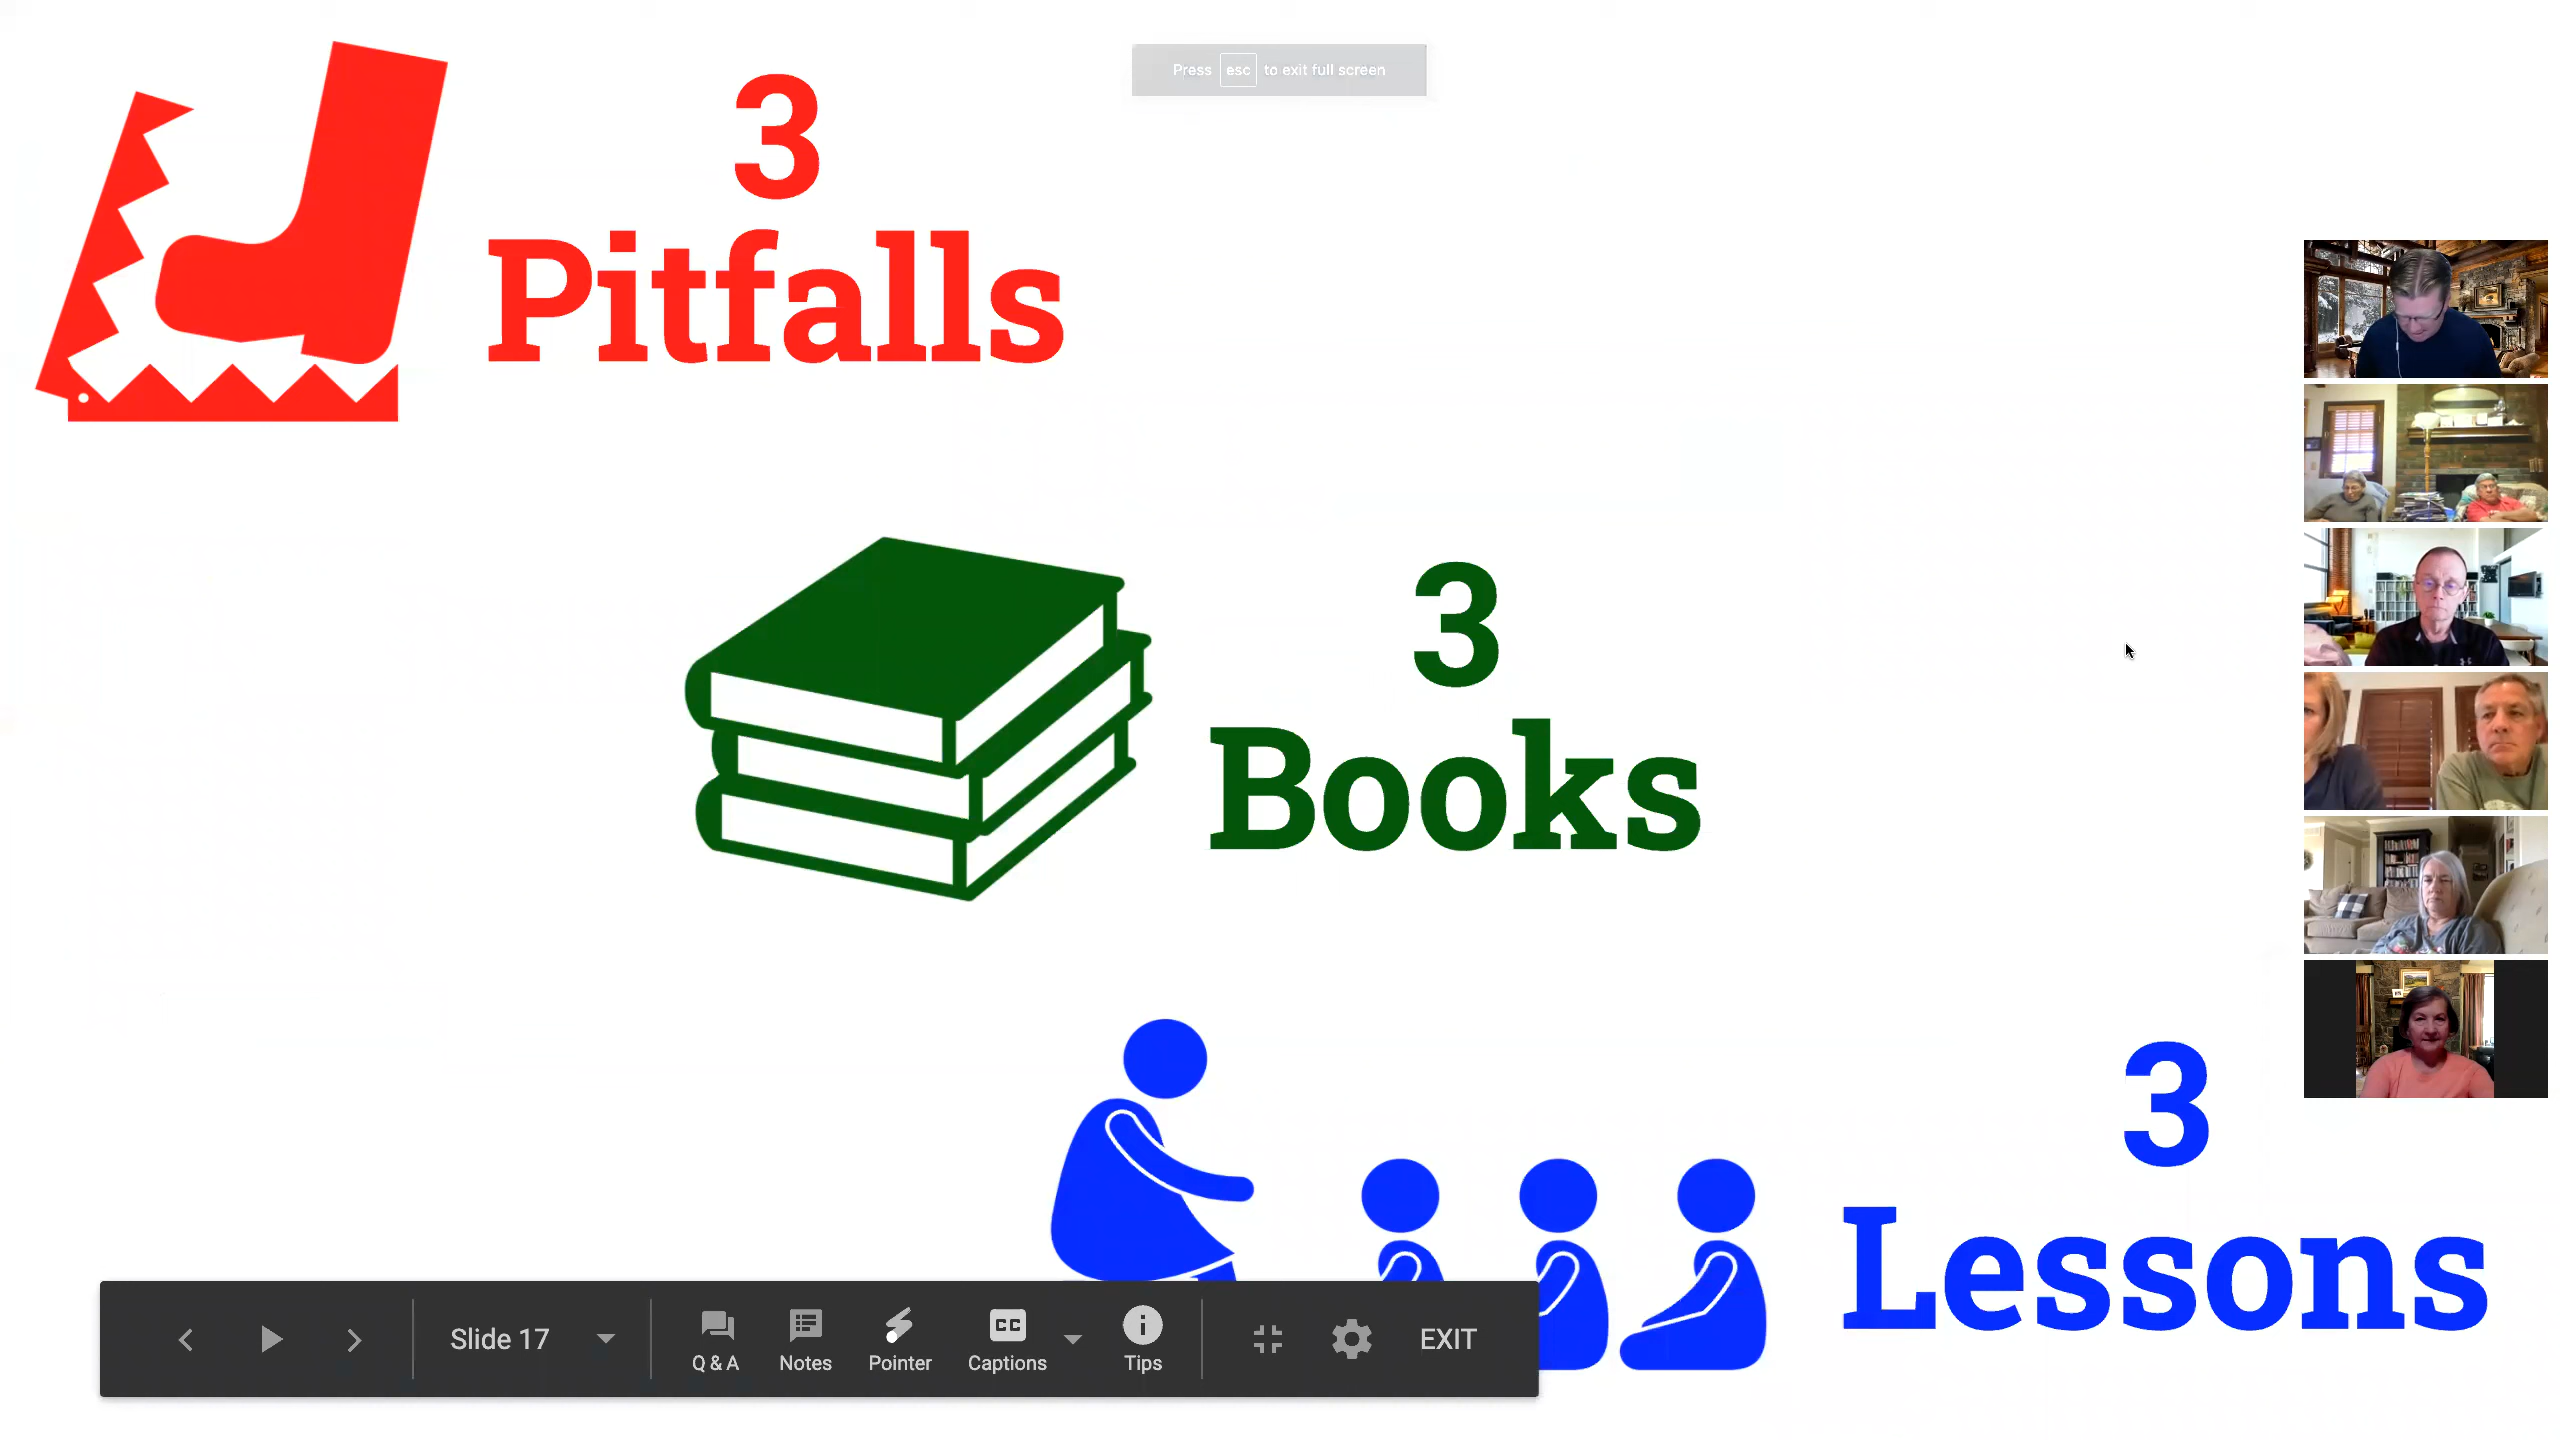 Press esc to exit full screen
3
Pitfalls
3
Books
3
Lessons
Slide 17
Q & A
Notes
Pointer
CC
Captions
Tips
EXIT